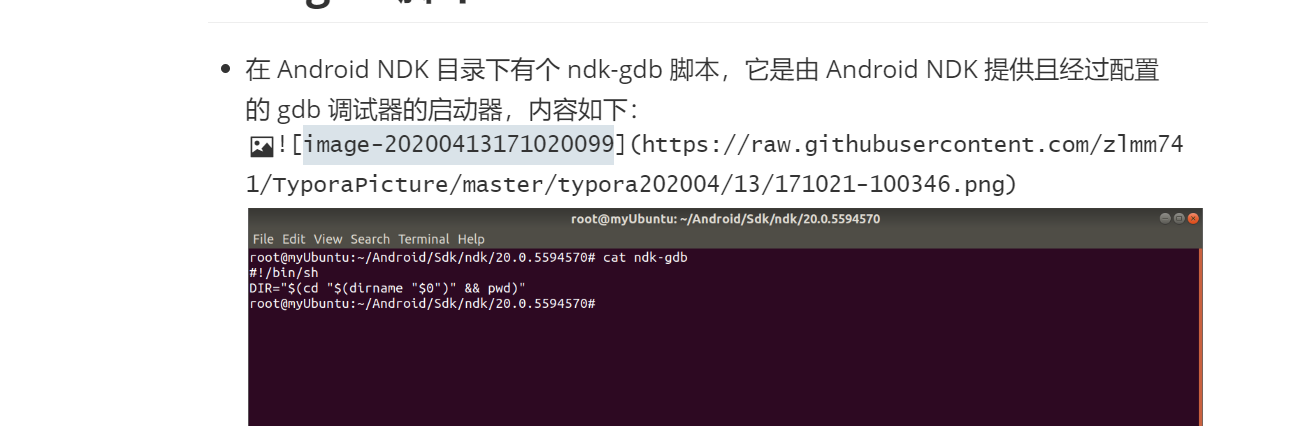 在 Android NDK 目录下有个 ndk-gdb 脚本，它是由 Android NDK 提供且经过配置
的 gdb 调试器的启动器，内容如下：
![image-20200413171020099](https://raw.githubusercontent.com/zlmm74
1/TyporaPicture/master/typora202004/13/171021-100346.png)
root@myUbuntu: ~/Android/Sdk/ndk/20.0.5594570
File Edit View Search Terminal Help
root@myUbuntu:~/Android/Sdk/ndk/20.0.5594570# cat ndk-gdb
#!/bin/sh
DIR="$(cd "$(dirname "$0")" && pwd)"
root@myUbuntu:~/Android/Sdk/ndk/20.0.5594570#